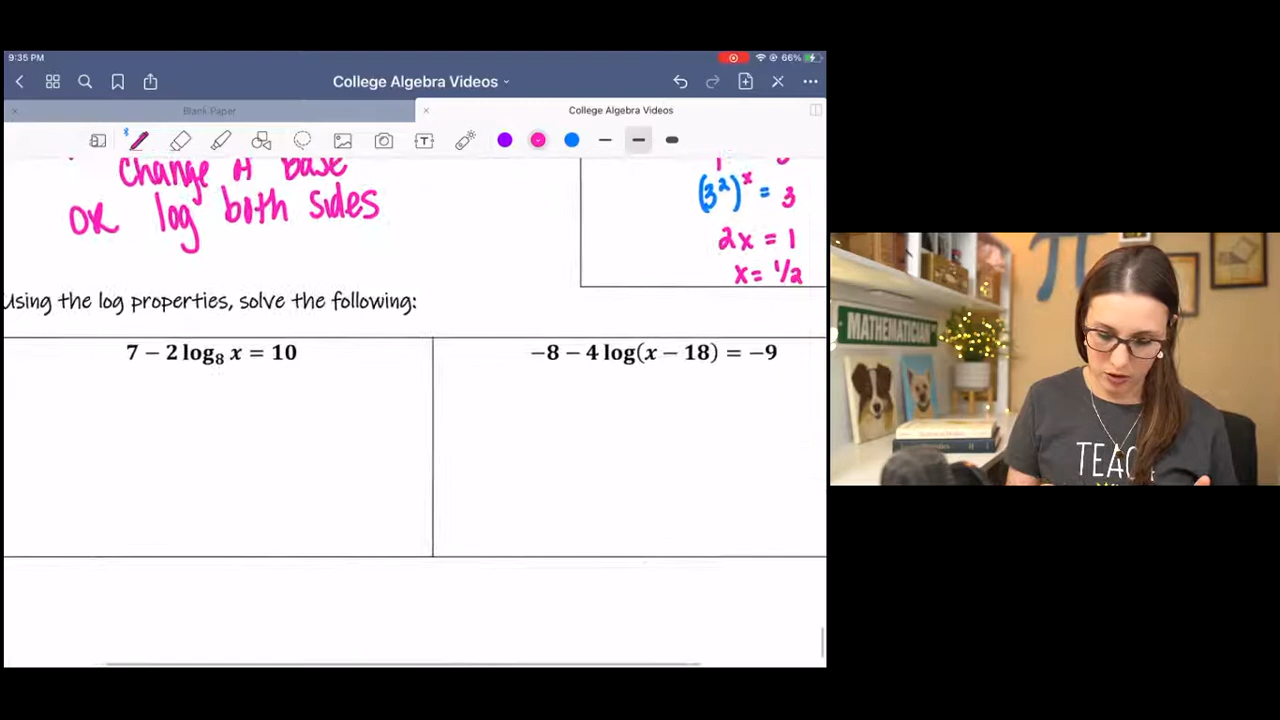 9:35 PM
66%
College Algebra Videos
Blank Paper
College Algebra Videos
Change of Base
OR log both sides
(3²)ˣ = 3
2x = 1
x = 1/2
Using the log properties, solve the following:
7 − 2 log₈ x = 10
−8 − 4 log(x − 18) = −9
MATHEMATICIAN
TEACH